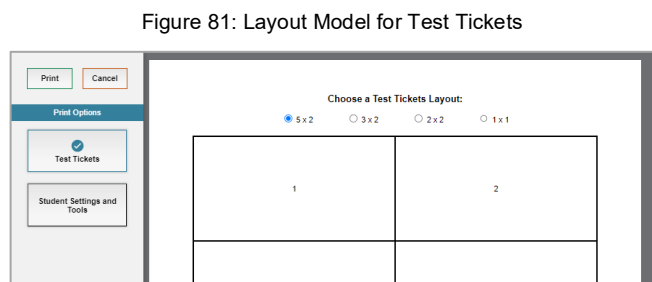 Figure 81: Layout Model for Test Tickets
Print Cancel
Print Options
Test Tickets
Student Settings and
Tools
Choose a Test Tickets Layout:
5 x 2 3 x 2 2 x 2 1 x 1
1 2